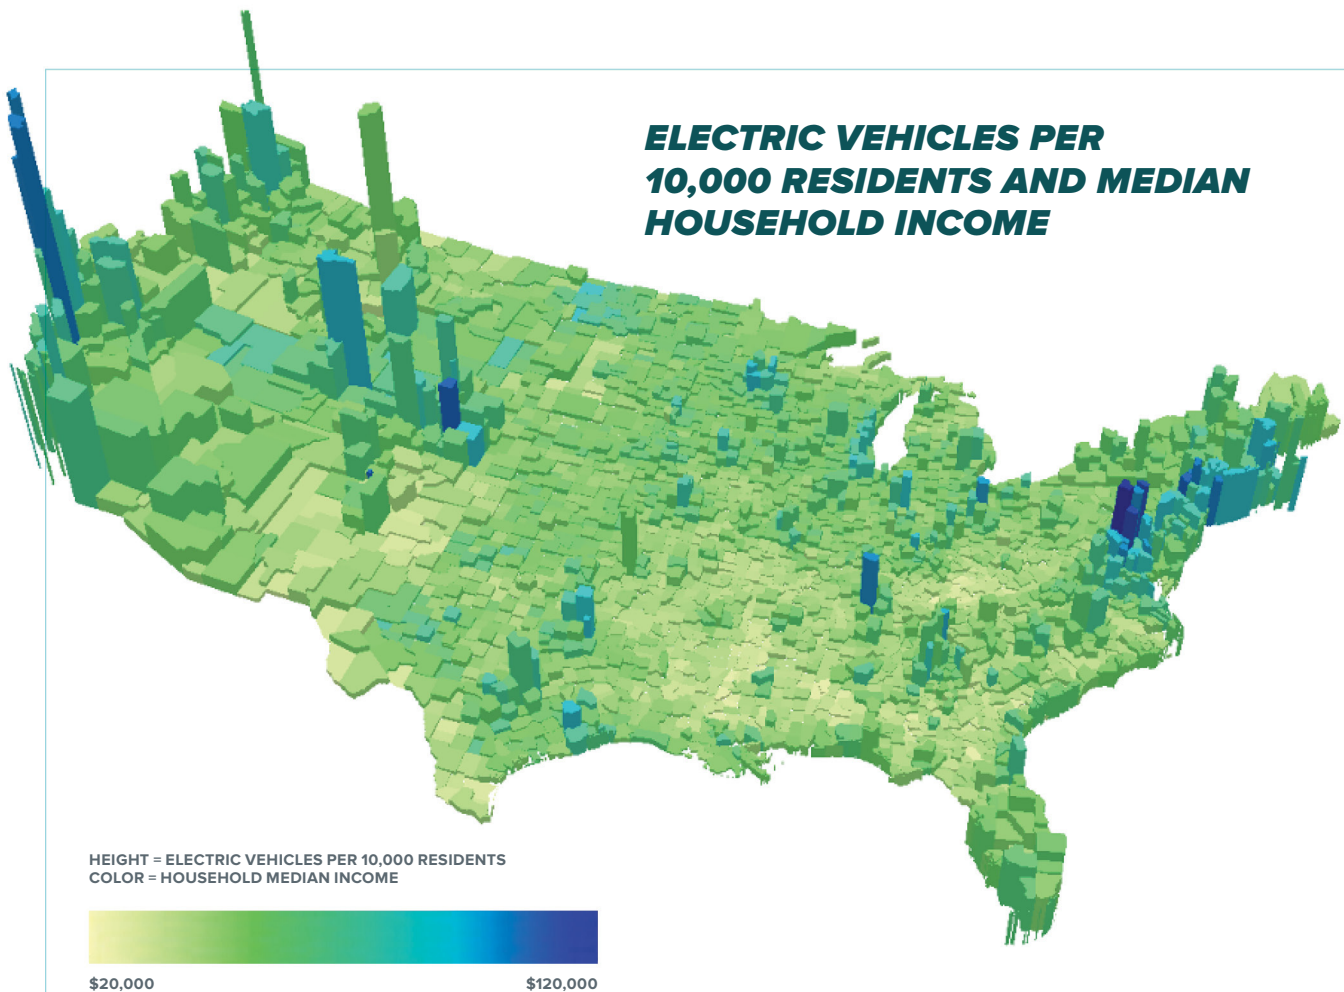 ELECTRIC VEHICLES PER
10,000 RESIDENTS AND MEDIAN
HOUSEHOLD INCOME
HEIGHT = ELECTRIC VEHICLES PER 10,000 RESIDENTS
COLOR = HOUSEHOLD MEDIAN INCOME
$20,000 $120,000